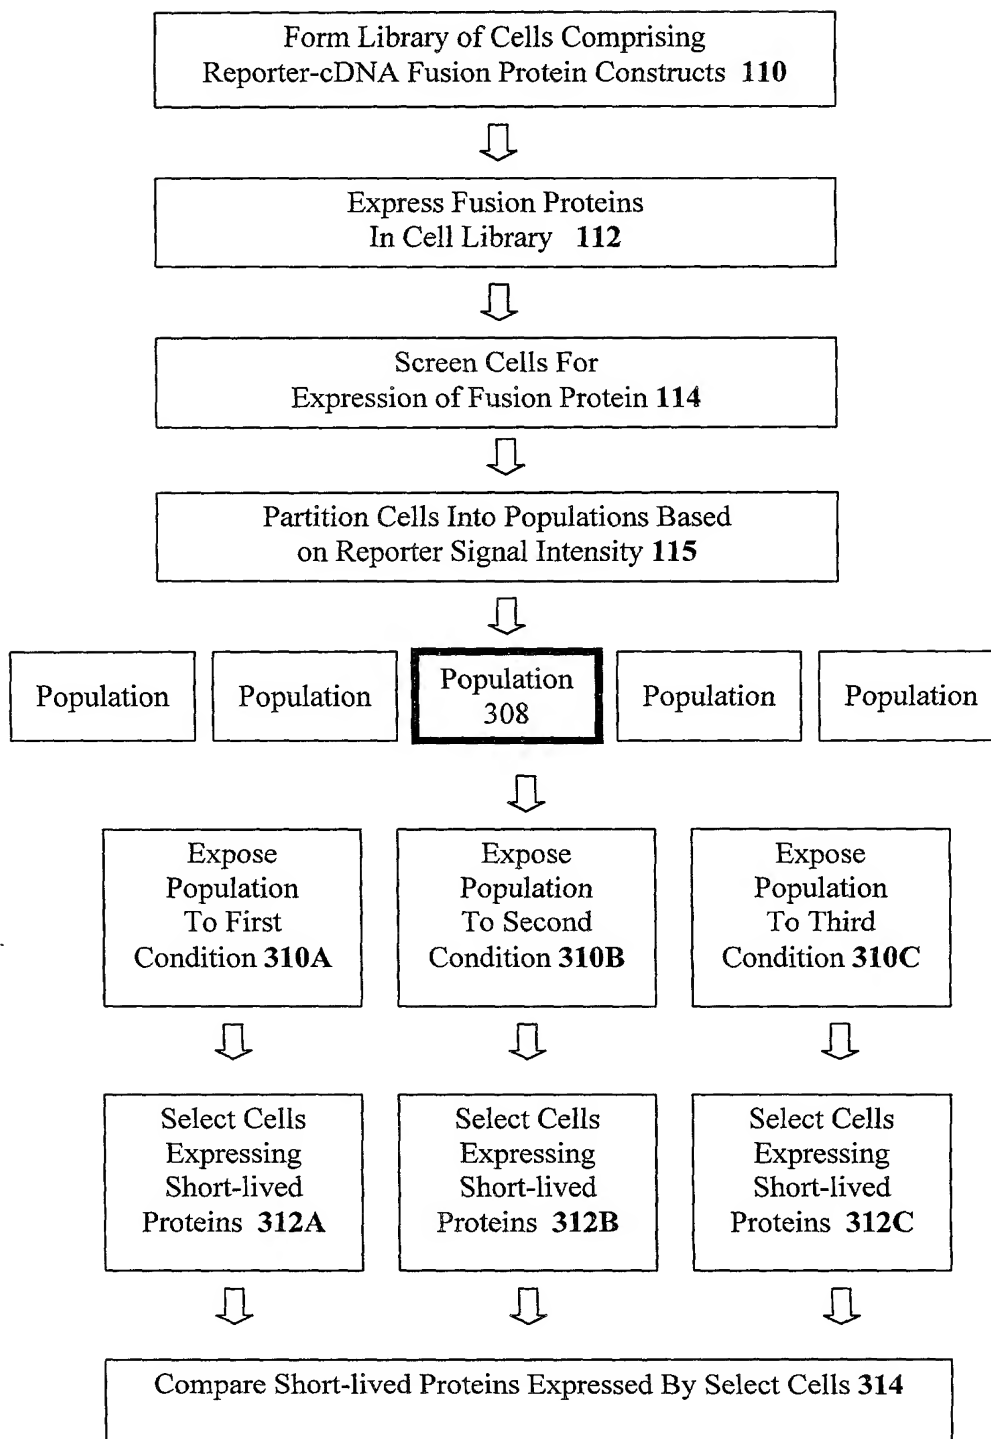 Form Library of Cells Comprising
Reporter-cDNA Fusion Protein Constructs 110
Express Fusion Proteins
In Cell Library 112
Screen Cells For
Expression of Fusion Protein 114
Partition Cells Into Populations Based
on Reporter Signal Intensity 115
Population
Population
Population
308
Population
Population
Expose
Population
To First
Condition 310A
Expose
Population
To Second
Condition 310B
Expose
Population
To Third
Condition 310C
Select Cells
Expressing
Short-lived
Proteins 312A
Select Cells
Expressing
Short-lived
Proteins 312B
Select Cells
Expressing
Short-lived
Proteins 312C
Compare Short-lived Proteins Expressed By Select Cells 314